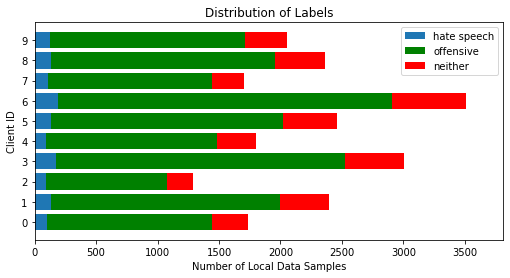 Distribution of Labels
hate speech
offensive
neither
Client ID
9
8
7
6
5
4
3
2
1
0
0 500 1000 1500 2000 2500 3000 3500
Number of Local Data Samples